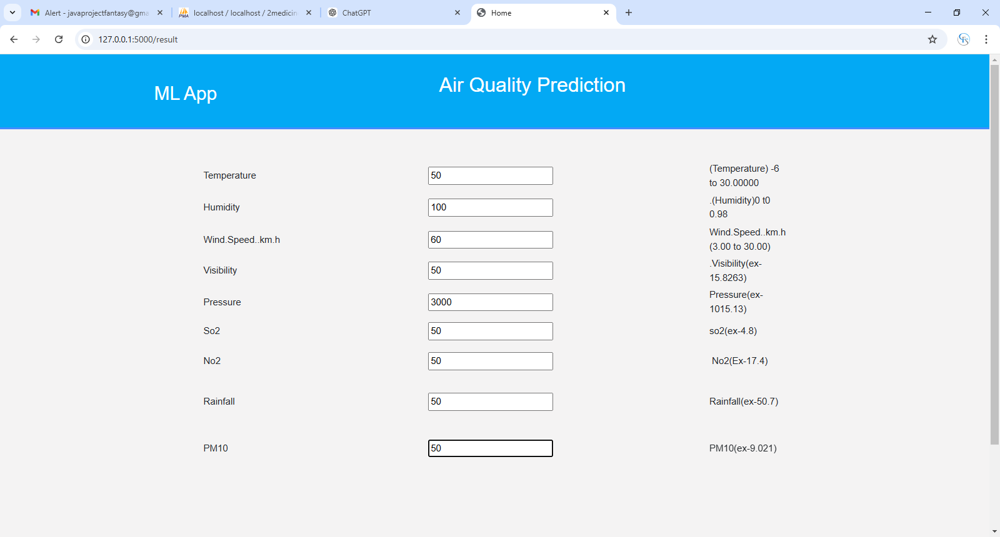 Alert - javaprojectfantasy@gma
localhost / localhost / 2medicin
ChatGPT
Home
127.0.0.1:5000/result
ML App
Air Quality Prediction
Temperature
50
(Temperature) -6
to 30.00000
Humidity
100
.(Humidity)0 t0
0.98
Wind.Speed..km.h
60
Wind.Speed..km.h
(3.00 to 30.00)
Visibility
50
.Visibility(ex-
15.8263)
Pressure
3000
Pressure(ex-
1015.13)
So2
50
so2(ex-4.8)
No2
50
No2(Ex-17.4)
Rainfall
50
Rainfall(ex-50.7)
PM10
50
PM10(ex-9.021)